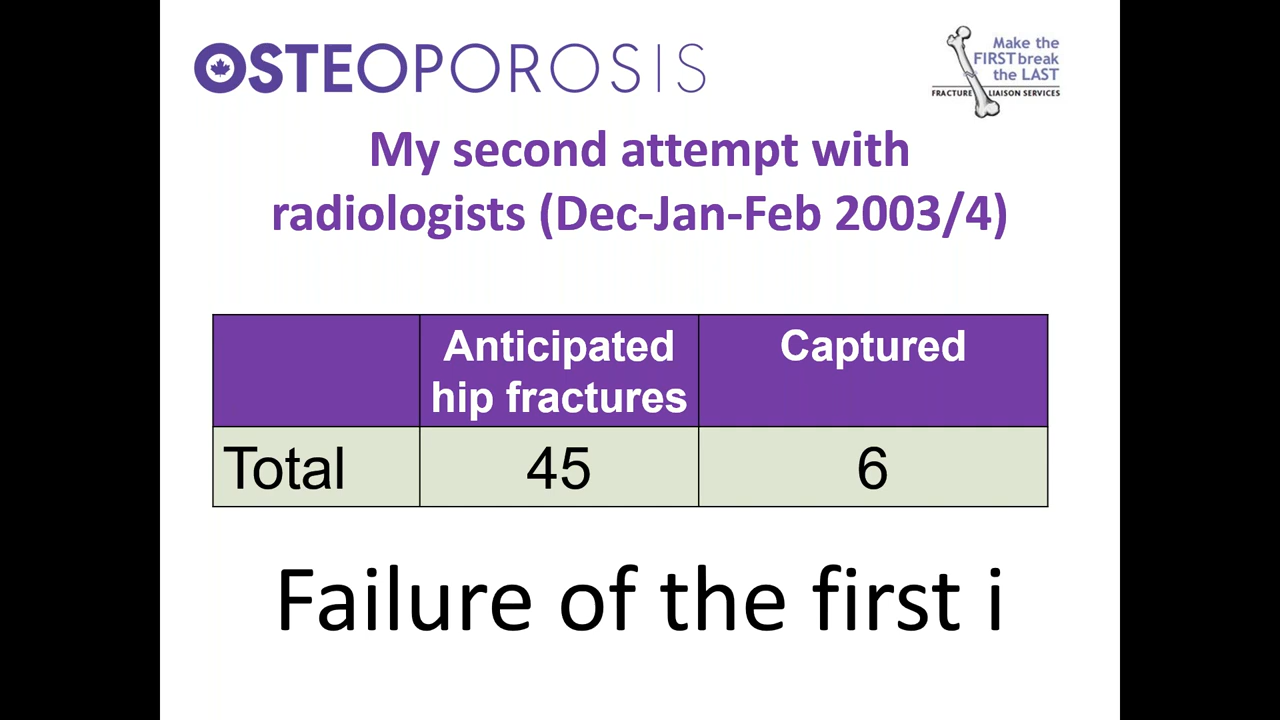 OSTEOPOROSIS
Make the
FIRST break
the LAST
FRACTURE LIAISON SERVICES
My second attempt with
radiologists (Dec-Jan-Feb 2003/4)
Anticipated
hip fractures
Captured
Total 45 6
Failure of the first i